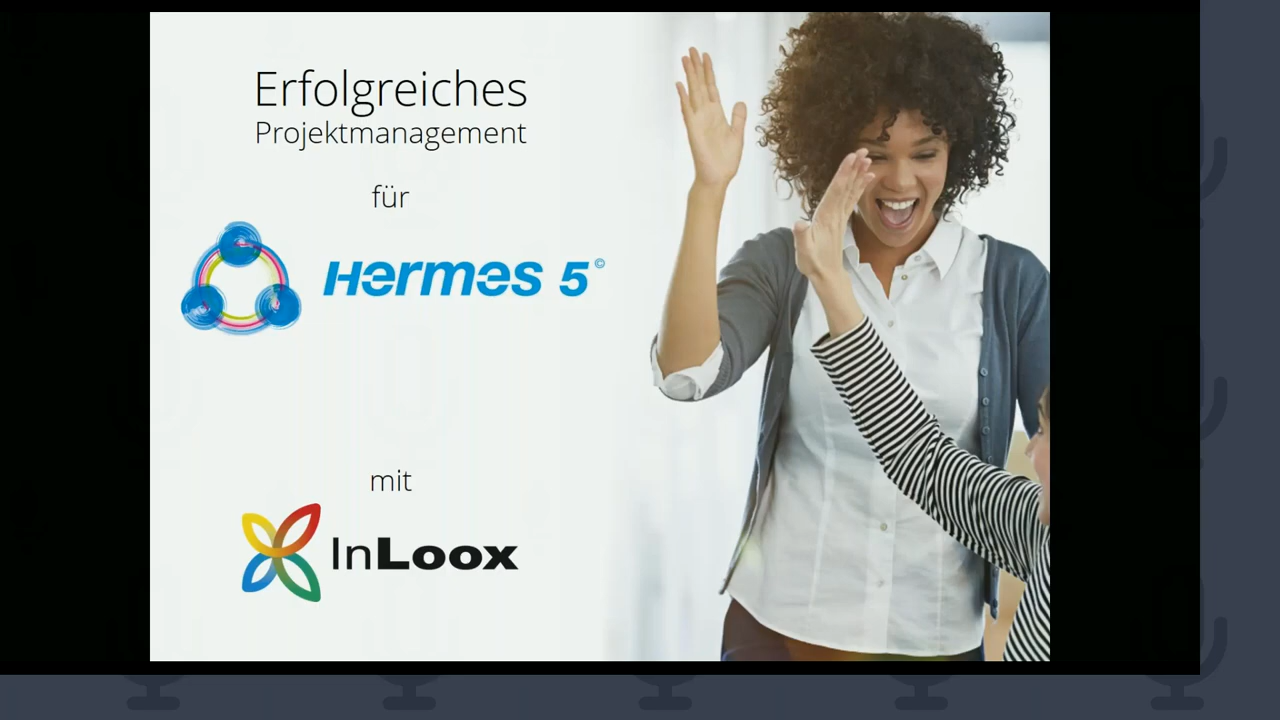 Erfolgreiches
Projektmanagement
für
Hermes 5©
mit
InLoox